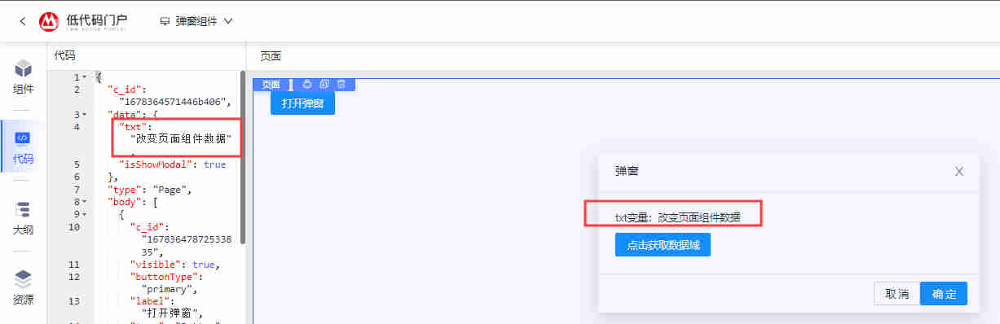 低代码门户
弹窗组件
组件
代码
大纲
资源
代码
1 {
2 "c_id":
"1678364571446b406",
3 "data": {
4 "txt":
"改变页面组件数据"
,
5 "isShowModal": true
6 },
7 "type": "Page",
8 "body": [
9 {
10 "c_id":
"167836478725338
35",
11 "visible": true,
12 "buttonType":
"primary",
13 "label":
"打开弹窗",
页面
页面
打开弹窗
弹窗
X
txt变量：改变页面组件数据
点击获取数据域
取 消
确 定